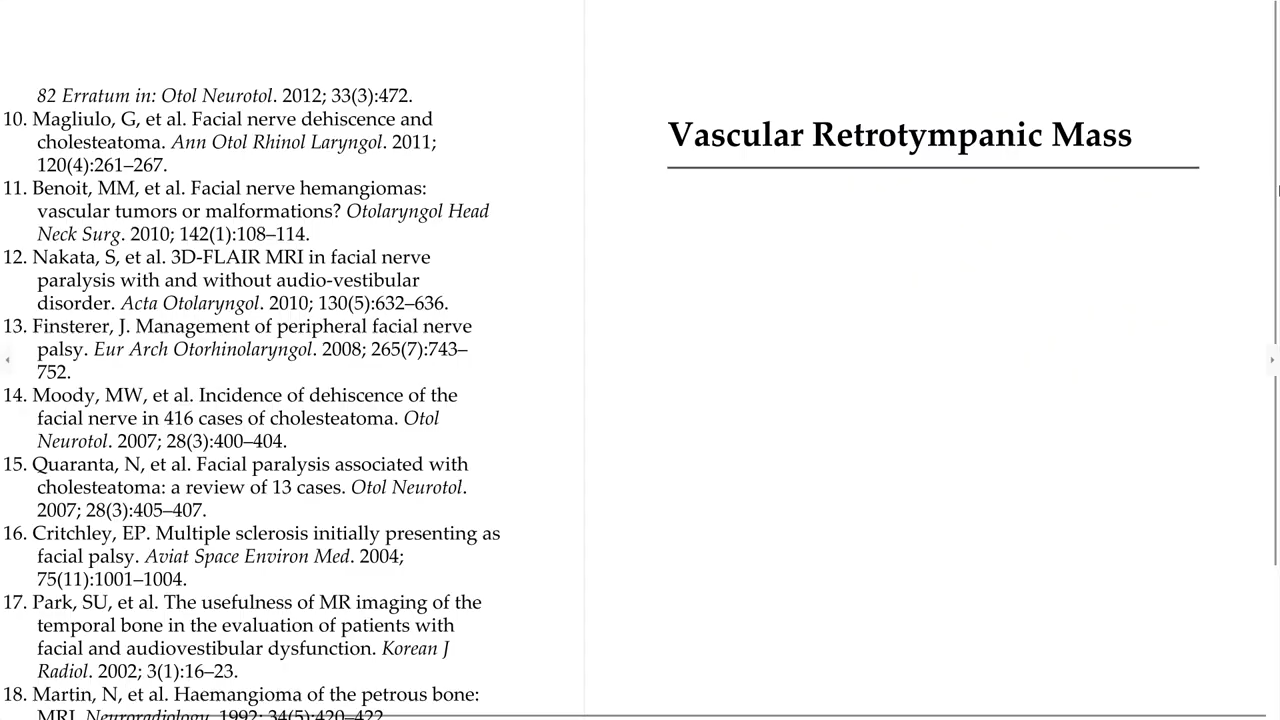 82 Erratum in: Otol Neurotol. 2012; 33(3):472.
10. Magliulo, G, et al. Facial nerve dehiscence and
cholesteatoma. Ann Otol Rhinol Laryngol. 2011;
120(4):261–267.
11. Benoit, MM, et al. Facial nerve hemangiomas:
vascular tumors or malformations? Otolaryngol Head
Neck Surg. 2010; 142(1):108–114.
12. Nakata, S, et al. 3D-FLAIR MRI in facial nerve
paralysis with and without audio-vestibular
disorder. Acta Otolaryngol. 2010; 130(5):632–636.
13. Finsterer, J. Management of peripheral facial nerve
palsy. Eur Arch Otorhinolaryngol. 2008; 265(7):743–
752.
14. Moody, MW, et al. Incidence of dehiscence of the
facial nerve in 416 cases of cholesteatoma. Otol
Neurotol. 2007; 28(3):400–404.
15. Quaranta, N, et al. Facial paralysis associated with
cholesteatoma: a review of 13 cases. Otol Neurotol.
2007; 28(3):405–407.
16. Critchley, EP. Multiple sclerosis initially presenting as
facial palsy. Aviat Space Environ Med. 2004;
75(11):1001–1004.
17. Park, SU, et al. The usefulness of MR imaging of the
temporal bone in the evaluation of patients with
facial and audiovestibular dysfunction. Korean J
Radiol. 2002; 3(1):16–23.
18. Martin, N, et al. Haemangioma of the petrous bone:
MRI. Neuroradiology. 1992; 34(5):420–422.
Vascular Retrotympanic Mass